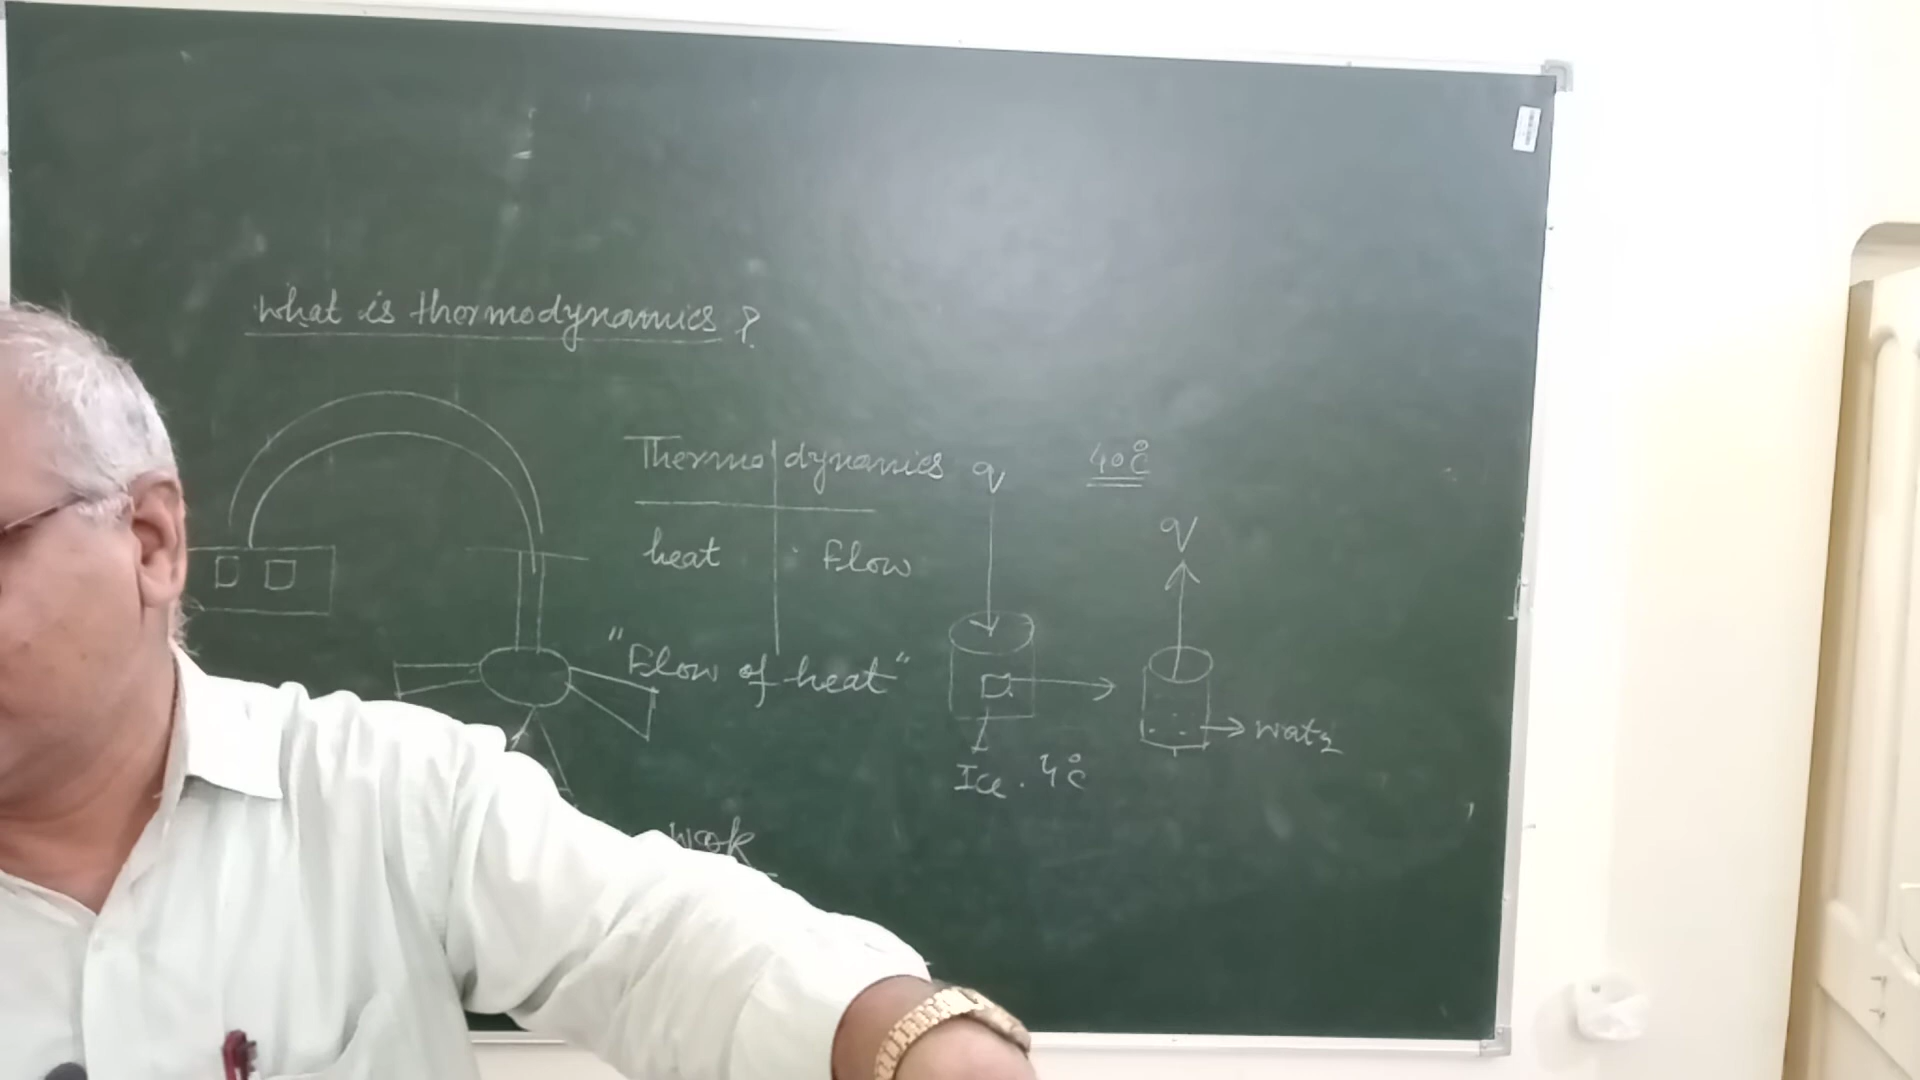 What is thermodynamics ?
Thermo dynamics
heat Flow
"Flow of heat"
work
q
40°C
q
Ice . 4°C
water